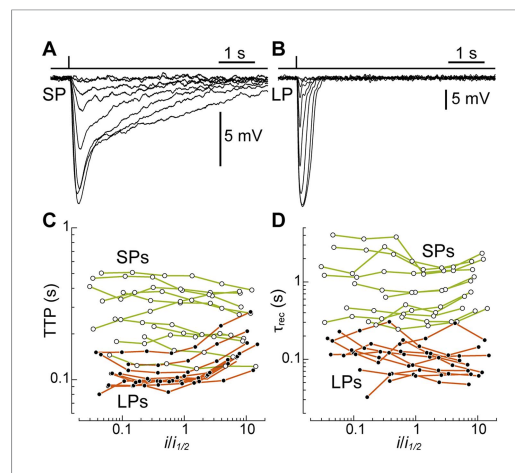 A
1 s
SP
5 mV
B
1 s
LP
5 mV
C
TTP (s)
1
0.1
SPs
LPs
0.1
1
10
i/i1/2
D
τrec (s)
1
0.1
SPs
LPs
0.1
1
10
i/i1/2